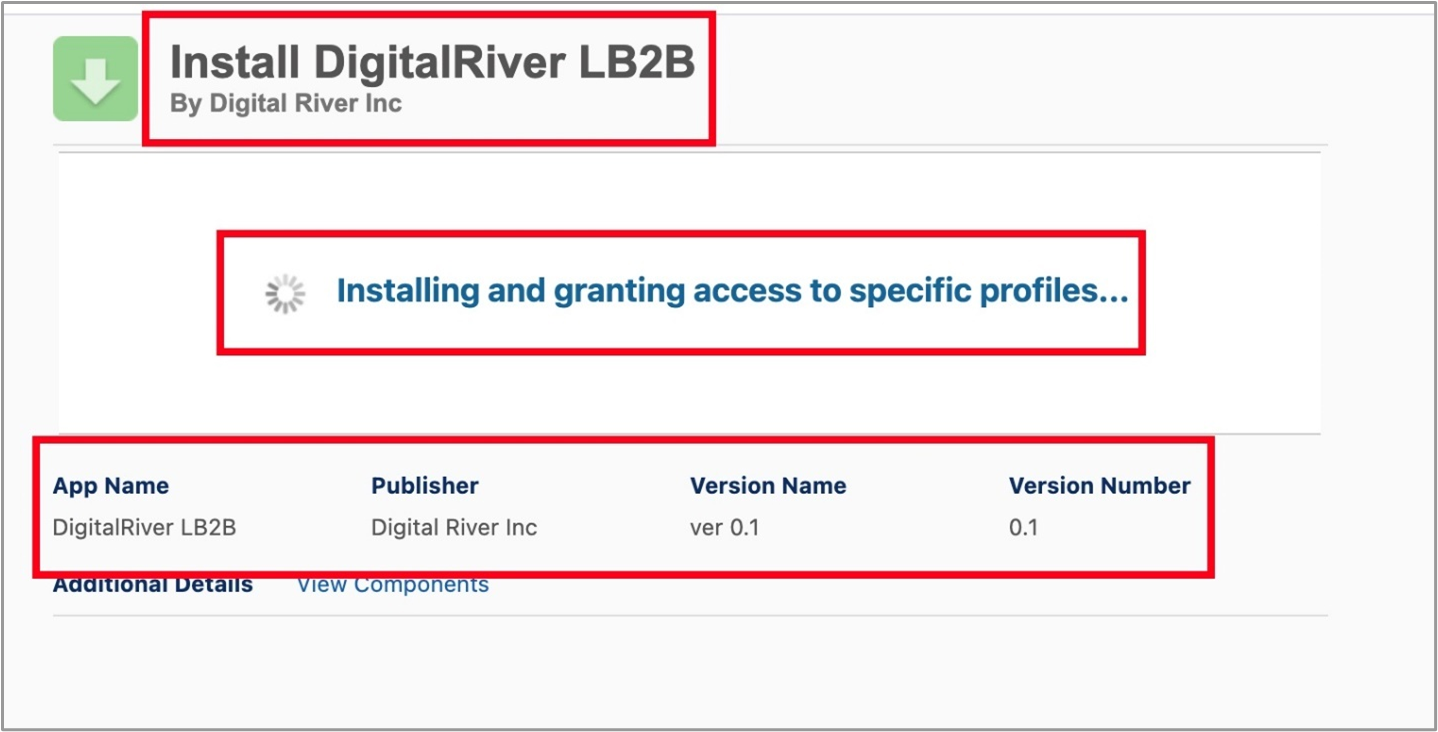 Install DigitalRiver LB2B
By Digital River Inc
Installing and granting access to specific profiles...
App Name Publisher Version Name Version Number
DigitalRiver LB2B Digital River Inc ver 0.1 0.1
Additional Details View Components